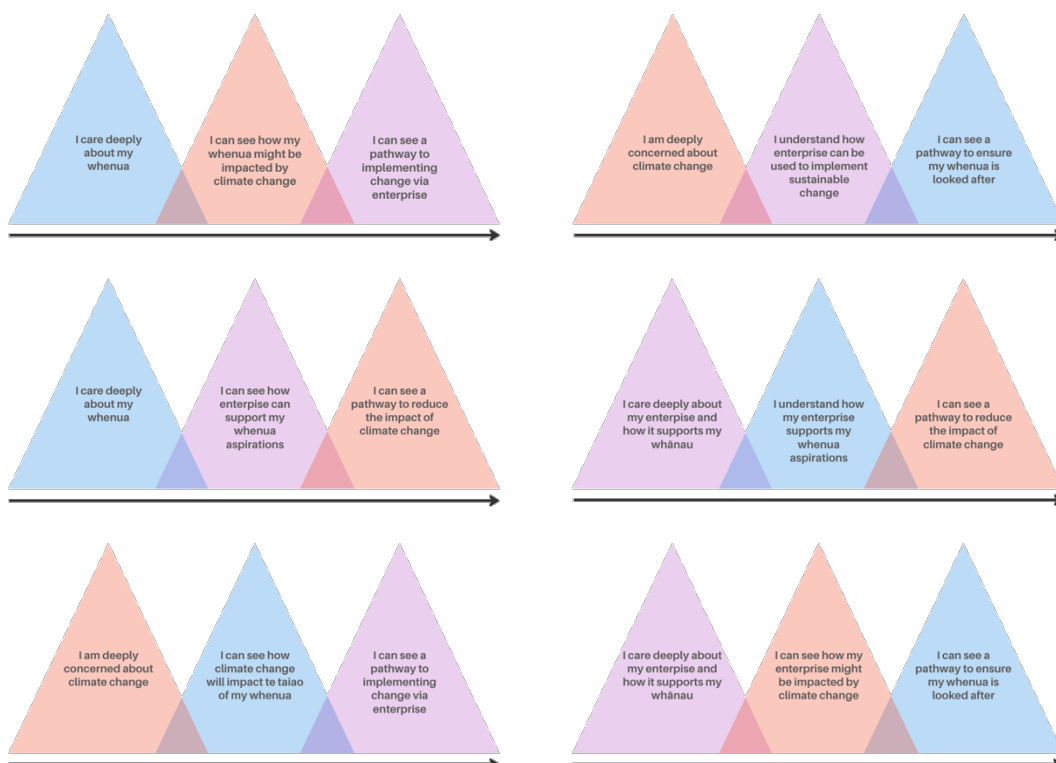 I care deeply
about my
whenua
I can see how my
whenua might be
impacted by
climate change
I can see a
pathway to
implementing
change via
enterprise
I am deeply
concerned about
climate change
I understand how
enterprise can be
used to implement
sustainable
change
I can see a
pathway to ensure
my whenua is
looked after
I care deeply
about my
whenua
I can see how
enterpise can
support my
whenua
aspirations
I can see a
pathway to reduce
the impact of
climate change
I care deeply about
my enterpise and
how it supports my
whānau
I understand how
my enterprise
supports my
whenua
aspirations
I can see a
pathway to reduce
the impact of
climate change
I am deeply
concerned about
climate change
I can see how
climate change
will impact te taiao
of my whenua
I can see a
pathway to
implementing
change via
enterprise
I care deeply about
my enterpise and
how it supports my
whānau
I can see how my
enterprise might
be impacted by
climate change
I can see a
pathway to ensure
my whenua is
looked after